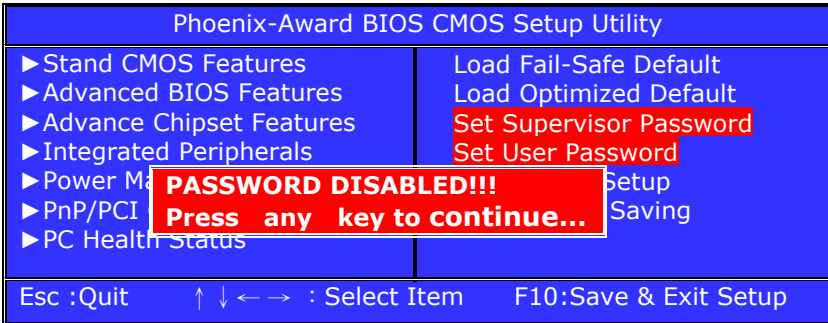 Phoenix-Award BIOS CMOS Setup Utility
►Stand CMOS Features
►Advanced BIOS Features
►Advance Chipset Features
►Integrated Peripherals
►Power Ma
►PnP/PCI
►PC Health Status
Load Fail-Safe Default
Load Optimized Default
Set Supervisor Password
Set User Password
Setup
Saving
PASSWORD DISABLED!!!
Press any key to continue...
Esc :Quit ↑↓←→ :Select Item F10:Save & Exit Setup